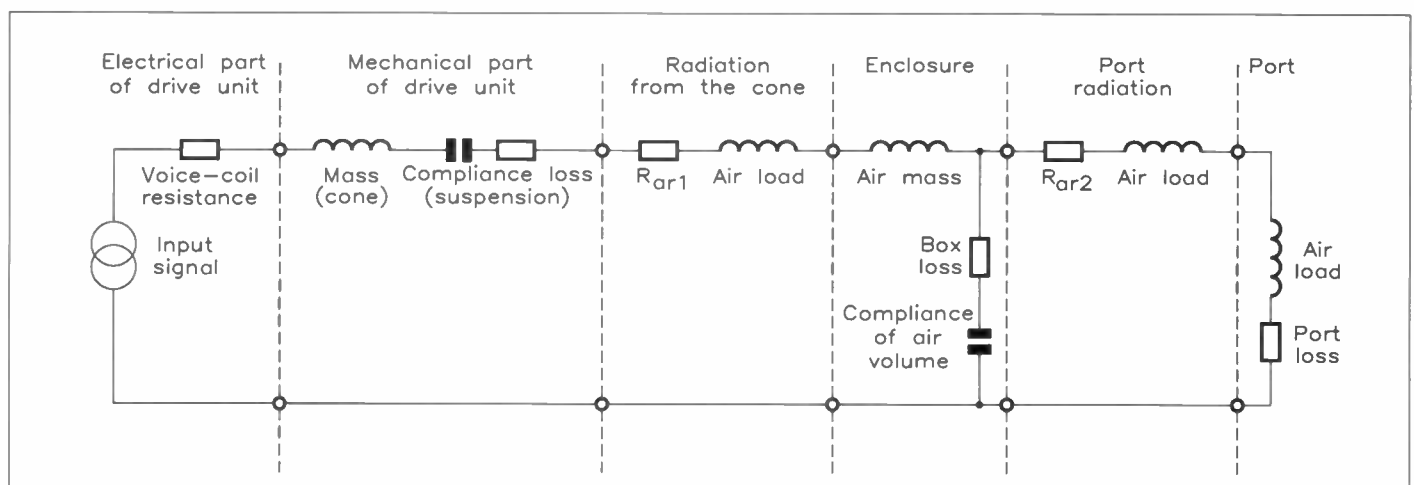 Electrical part
of drive unit
Mechanical part
of drive unit
Radiation
from the cone
Enclosure
Port
radiation
Port
Voice-coil
resistance
Mass
(cone)
Compliance loss
(suspension)
Rar1
Air load
Air mass
Rar2
Air load
Input
signal
Box
loss
Compliance
of air
volume
Air
load
Port
loss